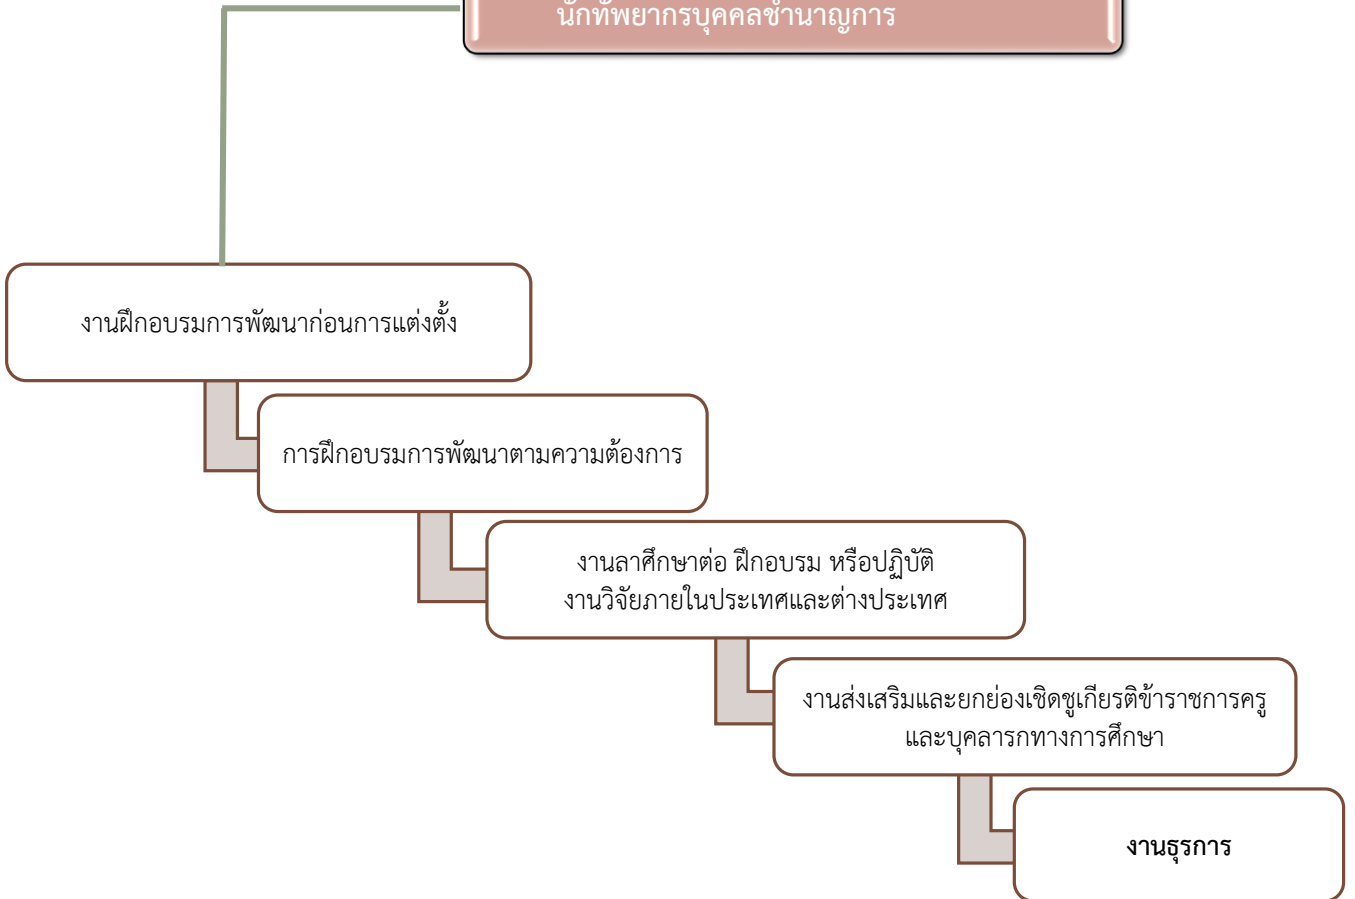 นักทรัพยากรบุคคลชำนาญการ
งานฝึกอบรมการพัฒนาก่อนการแต่งตั้ง
การฝึกอบรมการพัฒนาตามความต้องการ
งานลาศึกษาต่อ ฝึกอบรม หรือปฏิบัติ
งานวิจัยภายในประเทศและต่างประเทศ
งานส่งเสริมและยกย่องเชิดชูเกียรติข้าราชการครู
และบุคลารกทางการศึกษา
งานธุรการ